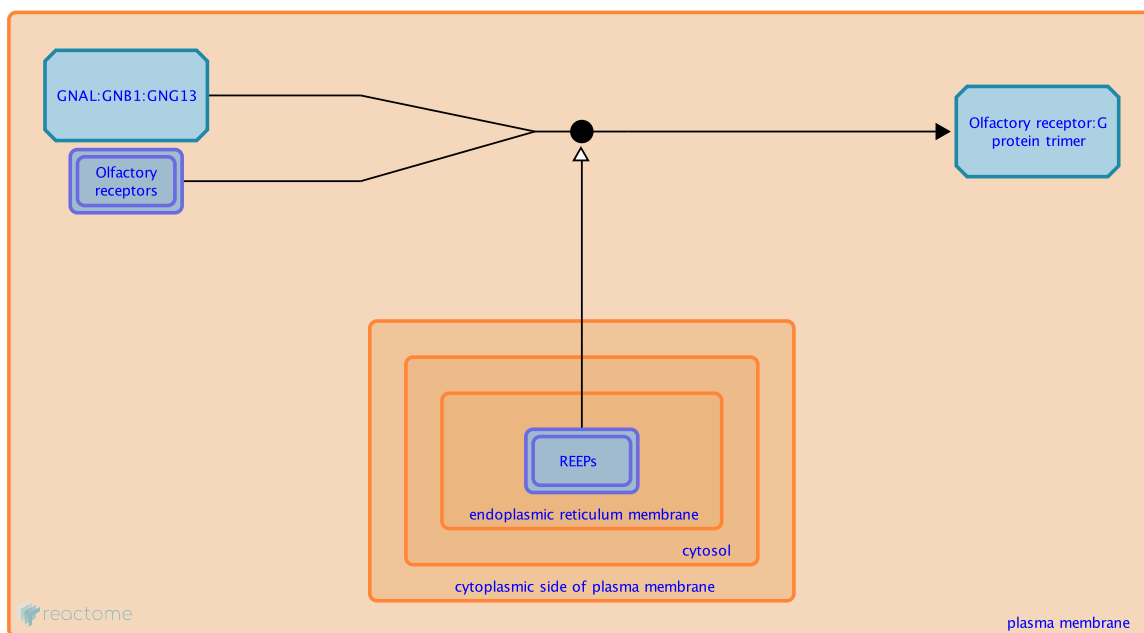 GNAL:GNB1:GNG13
Olfactory
receptors
Olfactory receptor:G
protein trimer
REEPs
endoplasmic reticulum membrane
cytosol
cytoplasmic side of plasma membrane
reactome
plasma membrane